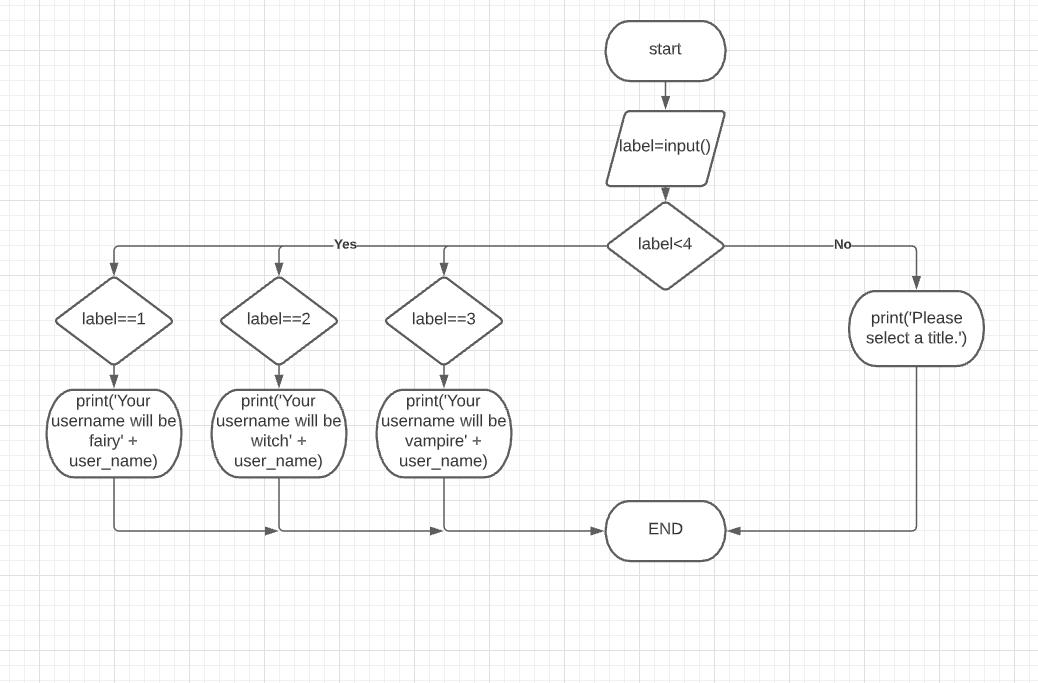 start
label=input()
label<4
Yes
No
label==1
label==2
label==3
print('Please
select a title.')
print('Your
username will be
fairy' +
user_name)
print('Your
username will be
witch' +
user_name)
print('Your
username will be
vampire' +
user_name)
END